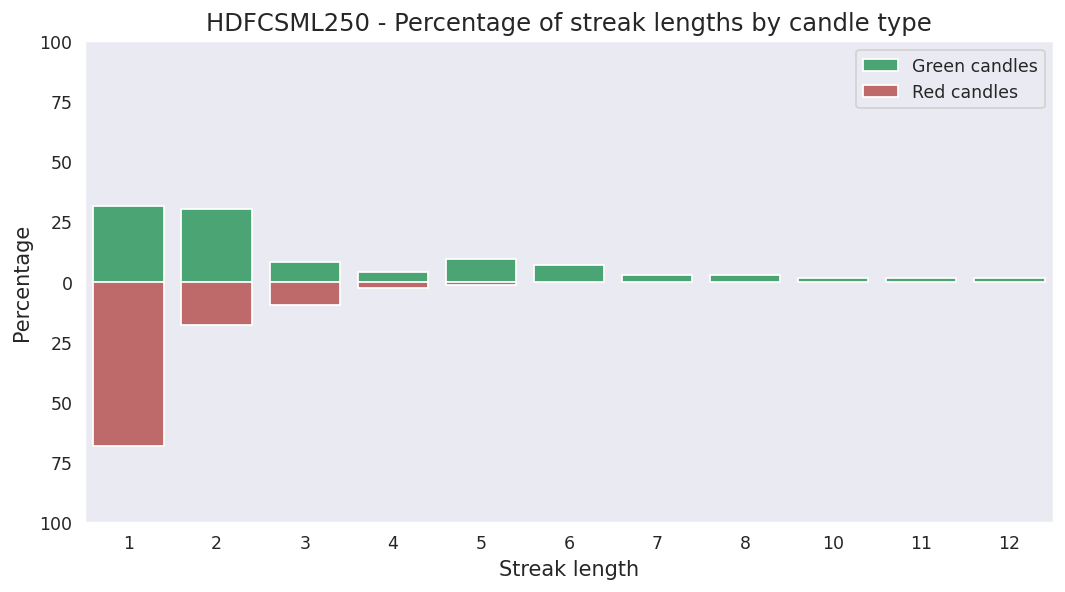 HDFCSML250 - Percentage of streak lengths by candle type
Green candles
Red candles
Percentage
100
75
50
25
0
25
50
75
100
1 2 3 4 5 6 7 8 10 11 12
Streak length